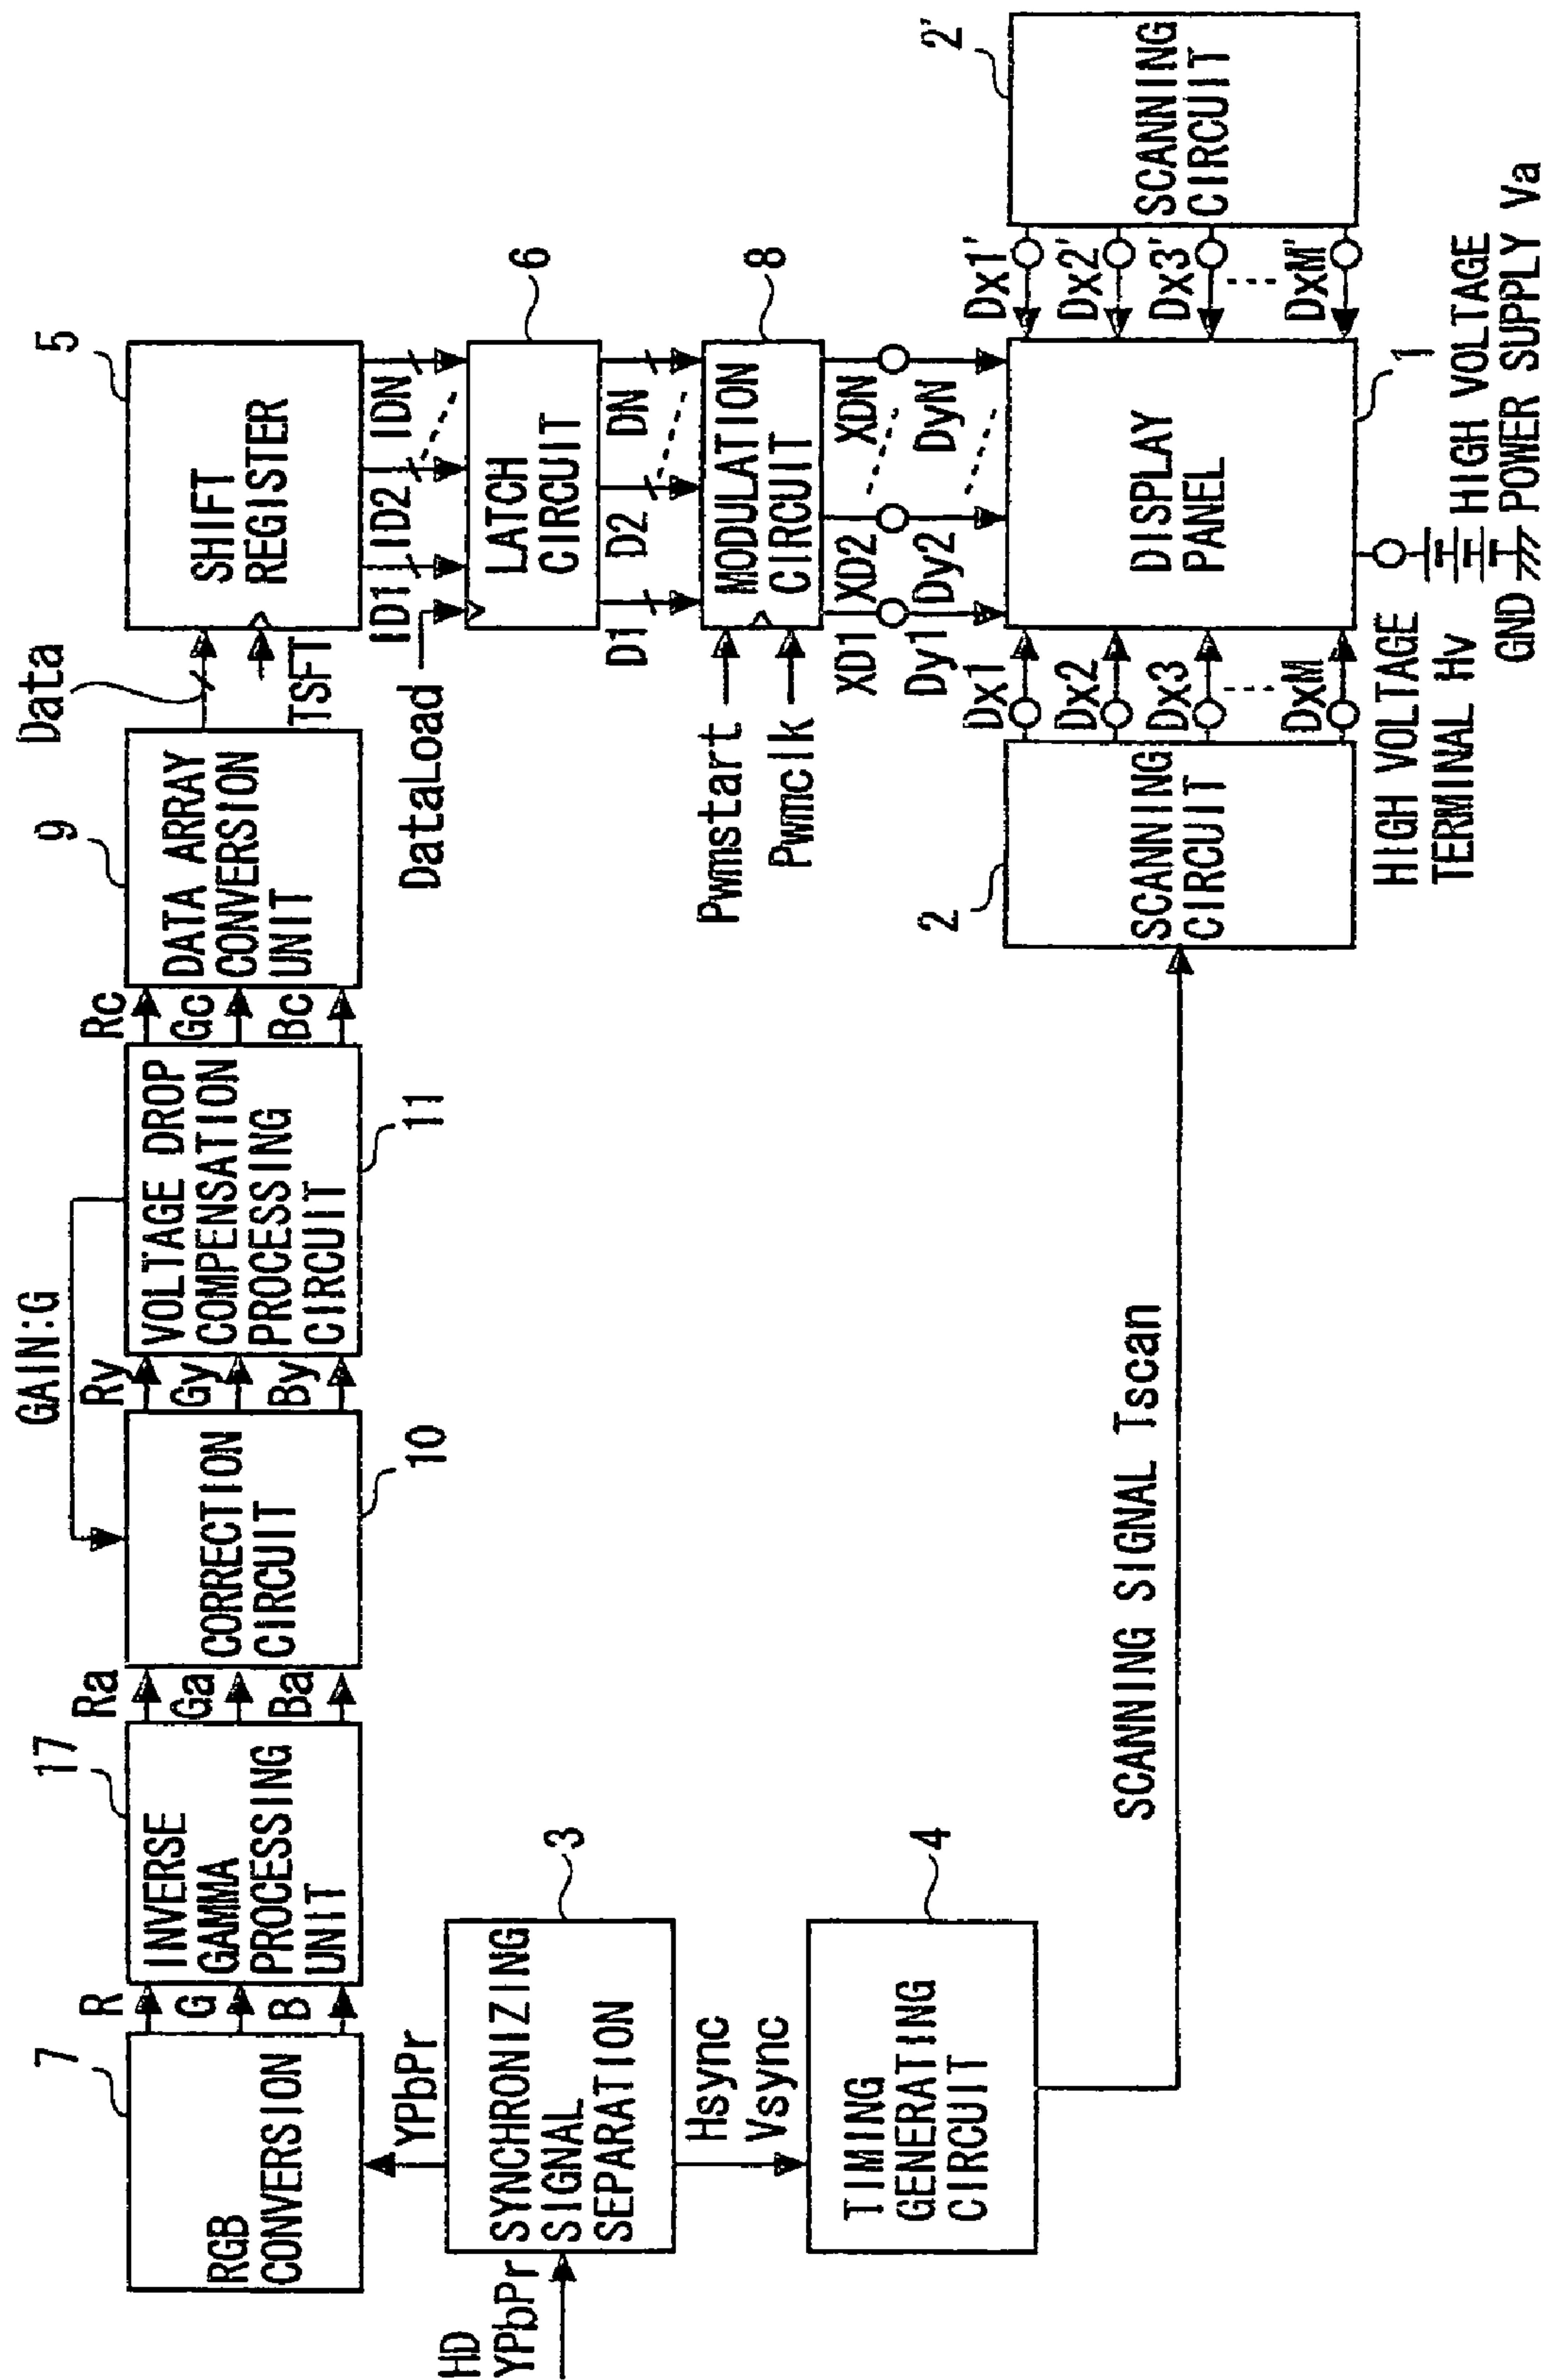 GAIN:G
Data
7
17
10
11
9
5
RGB
CONVERSION
R
G
B
INVERSE
GAMMA
PROCESSING
UNIT
Ra
Ga
Ba
CORRECTION
CIRCUIT
Ry
Gy
By
VOLTAGE DROP
COMPENSATION
PROCESSING
CIRCUIT
Rc
Gc
Bc
DATA ARRAY
CONVERSION
UNIT
TSFT
SHIFT
REGISTER
YPbPr
ID1
ID2
IDN
DataLoad
HD
YPbPr
SYNCHRONIZING
SIGNAL
SEPARATION
3
LATCH
CIRCUIT
6
D1
D2
DN
Hsync
Vsync
Pwmstart
Pwmclk
MODULATION
CIRCUIT
8
TIMING
GENERATING
CIRCUIT
4
XD1
XD2
XDN
Dy1
Dy2
DyN
SCANNING SIGNAL Tscan
2
SCANNING
CIRCUIT
Dx1
Dx2
Dx3
DxM
DISPLAY
PANEL
1
Dx1'
Dx2'
Dx3'
DxM'
2'
SCANNING
CIRCUIT
HIGH VOLTAGE
TERMINAL Hv
GND
HIGH VOLTAGE
POWER SUPPLY Va